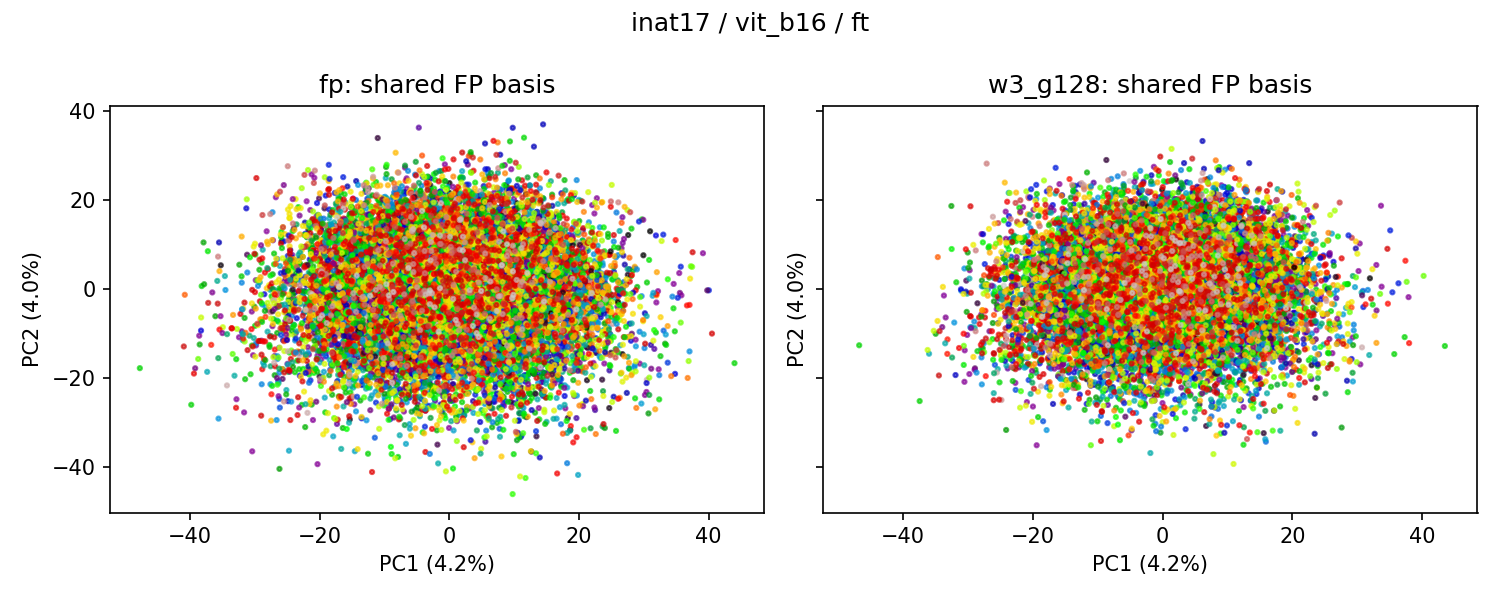 inat17 / vit_b16 / ft
fp: shared FP basis
w3_g128: shared FP basis
40
20
0
−20
−40
PC2 (4.0%)
−40
−20
0
20
40
PC1 (4.2%)
PC2 (4.0%)
−40
−20
0
20
40
PC1 (4.2%)